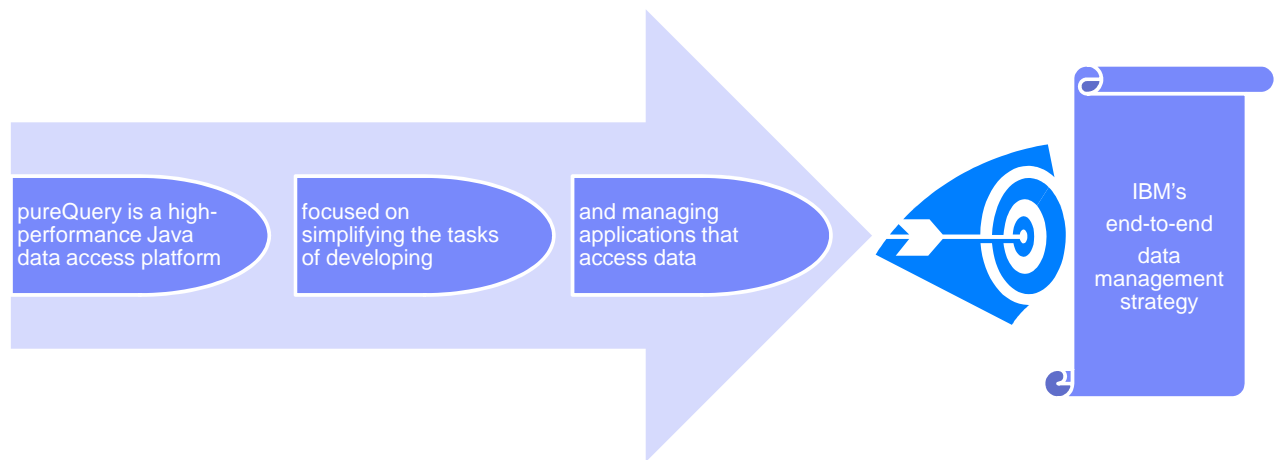 pureQuery is a high-
performance Java
data access platform
focused on
simplifying the tasks
of developing
and managing
applications that
access data
IBM’s
end-to-end
data
management
strategy